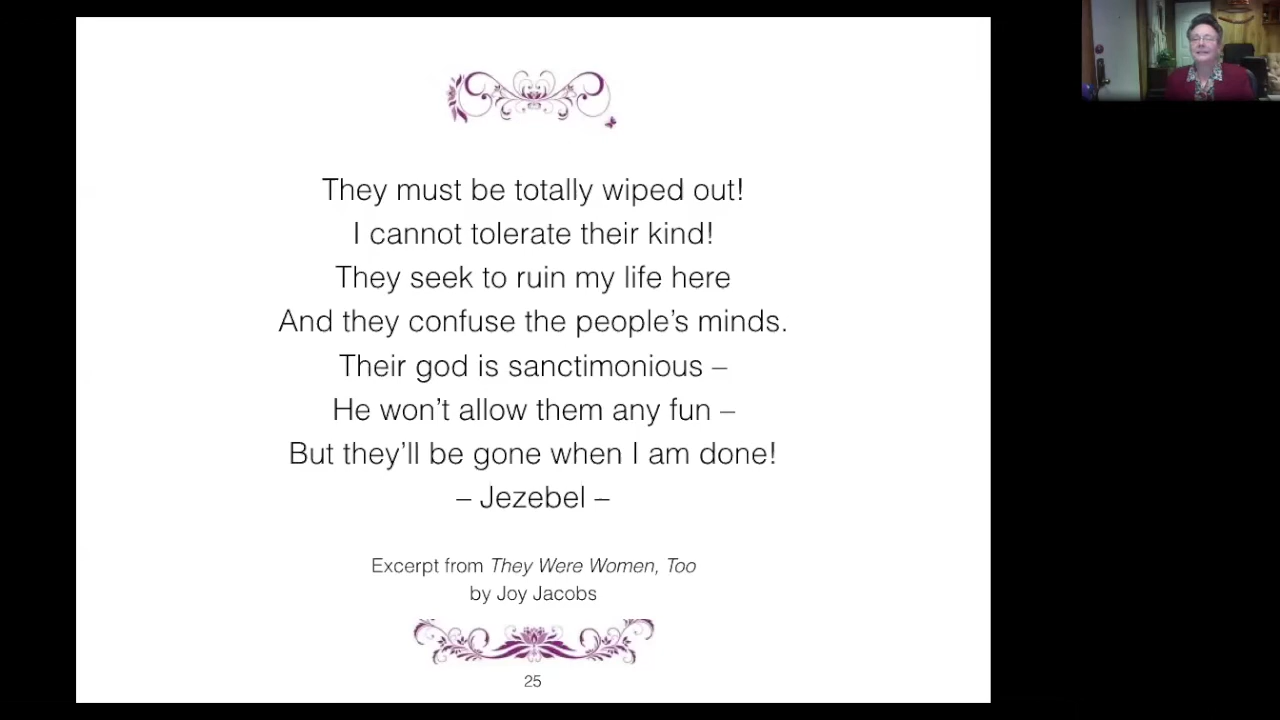 They must be totally wiped out!
I cannot tolerate their kind!
They seek to ruin my life here
And they confuse the people’s minds.
Their god is sanctimonious –
He won’t allow them any fun –
But they’ll be gone when I am done!
– Jezebel –
Excerpt from They Were Women, Too
by Joy Jacobs
25